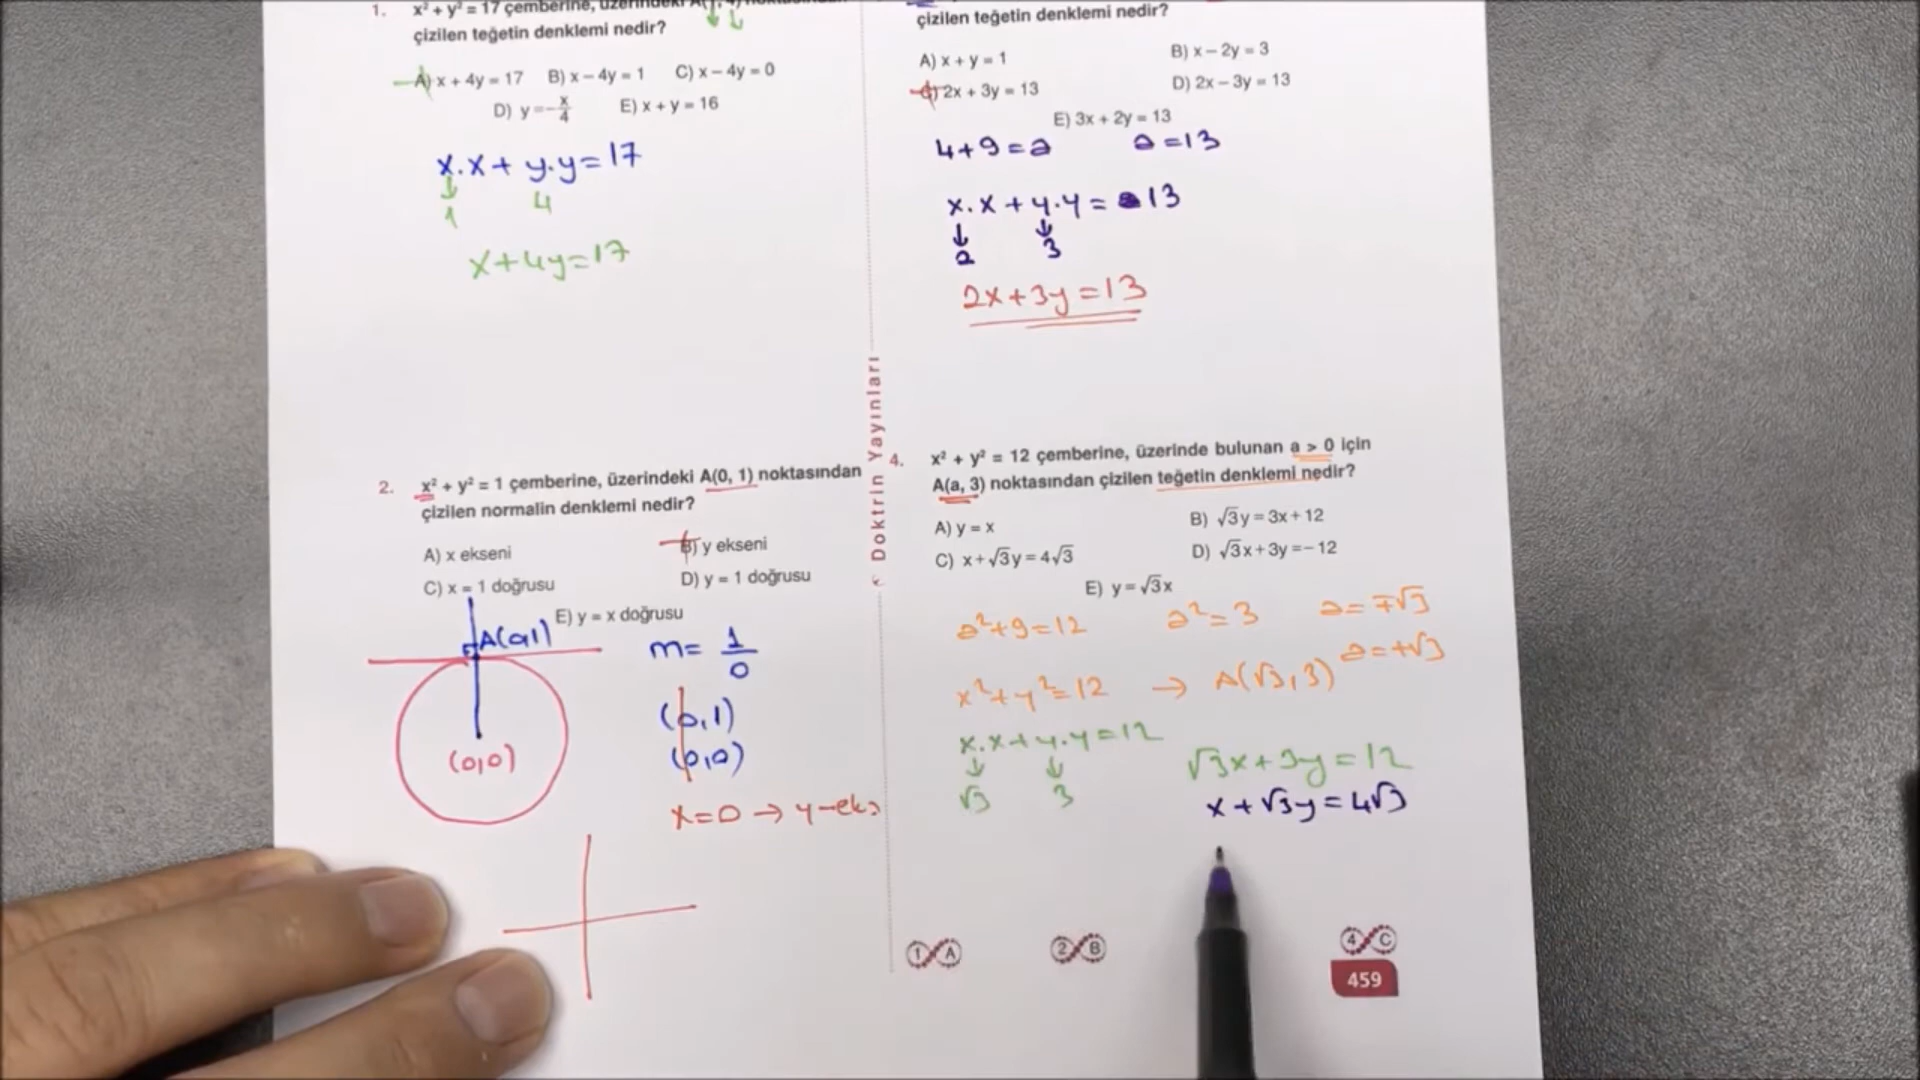 1. x² + y² = 17 çemberine, üzerindeki
çizilen teğetin denklemi nedir?
A) x + 4y = 17 B) x – 4y = 1 C) x – 4y = 0
D) y = –x/4 E) x + y = 16
x.x + y.y = 17
1 4
x + 4y = 17
2. x² + y² = 1 çemberine, üzerindeki A(0, 1) noktasından
çizilen normalin denklemi nedir?
A) x ekseni B) y ekseni
C) x = 1 doğrusu D) y = 1 doğrusu
E) y = x doğrusu
A(0,1)
(0,0)
m = 1/0
(0,1)
(0,0)
x=0 → y-eks
Doktrin Yayınları
çizilen teğetin denklemi nedir?
A) x + y = 1 B) x – 2y = 3
C) 2x + 3y = 13 D) 2x – 3y = 13
E) 3x + 2y = 13
4+9=a a=13
x.x + y.y = 13
2 3
2x+3y=13
4. x² + y² = 12 çemberine, üzerinde bulunan a > 0 için
A(a, 3) noktasından çizilen teğetin denklemi nedir?
A) y = x B) √3y = 3x + 12
C) x + √3y = 4√3 D) √3x + 3y = – 12
E) y = √3x
a²+9=12 a²=3 a=∓√3
a=+√3
x²+y²=12 → A(√3,3)
x.x+y.y=12
√3 3
√3x+3y=12
x+√3y=4√3
1 A 2 B 4 C
459